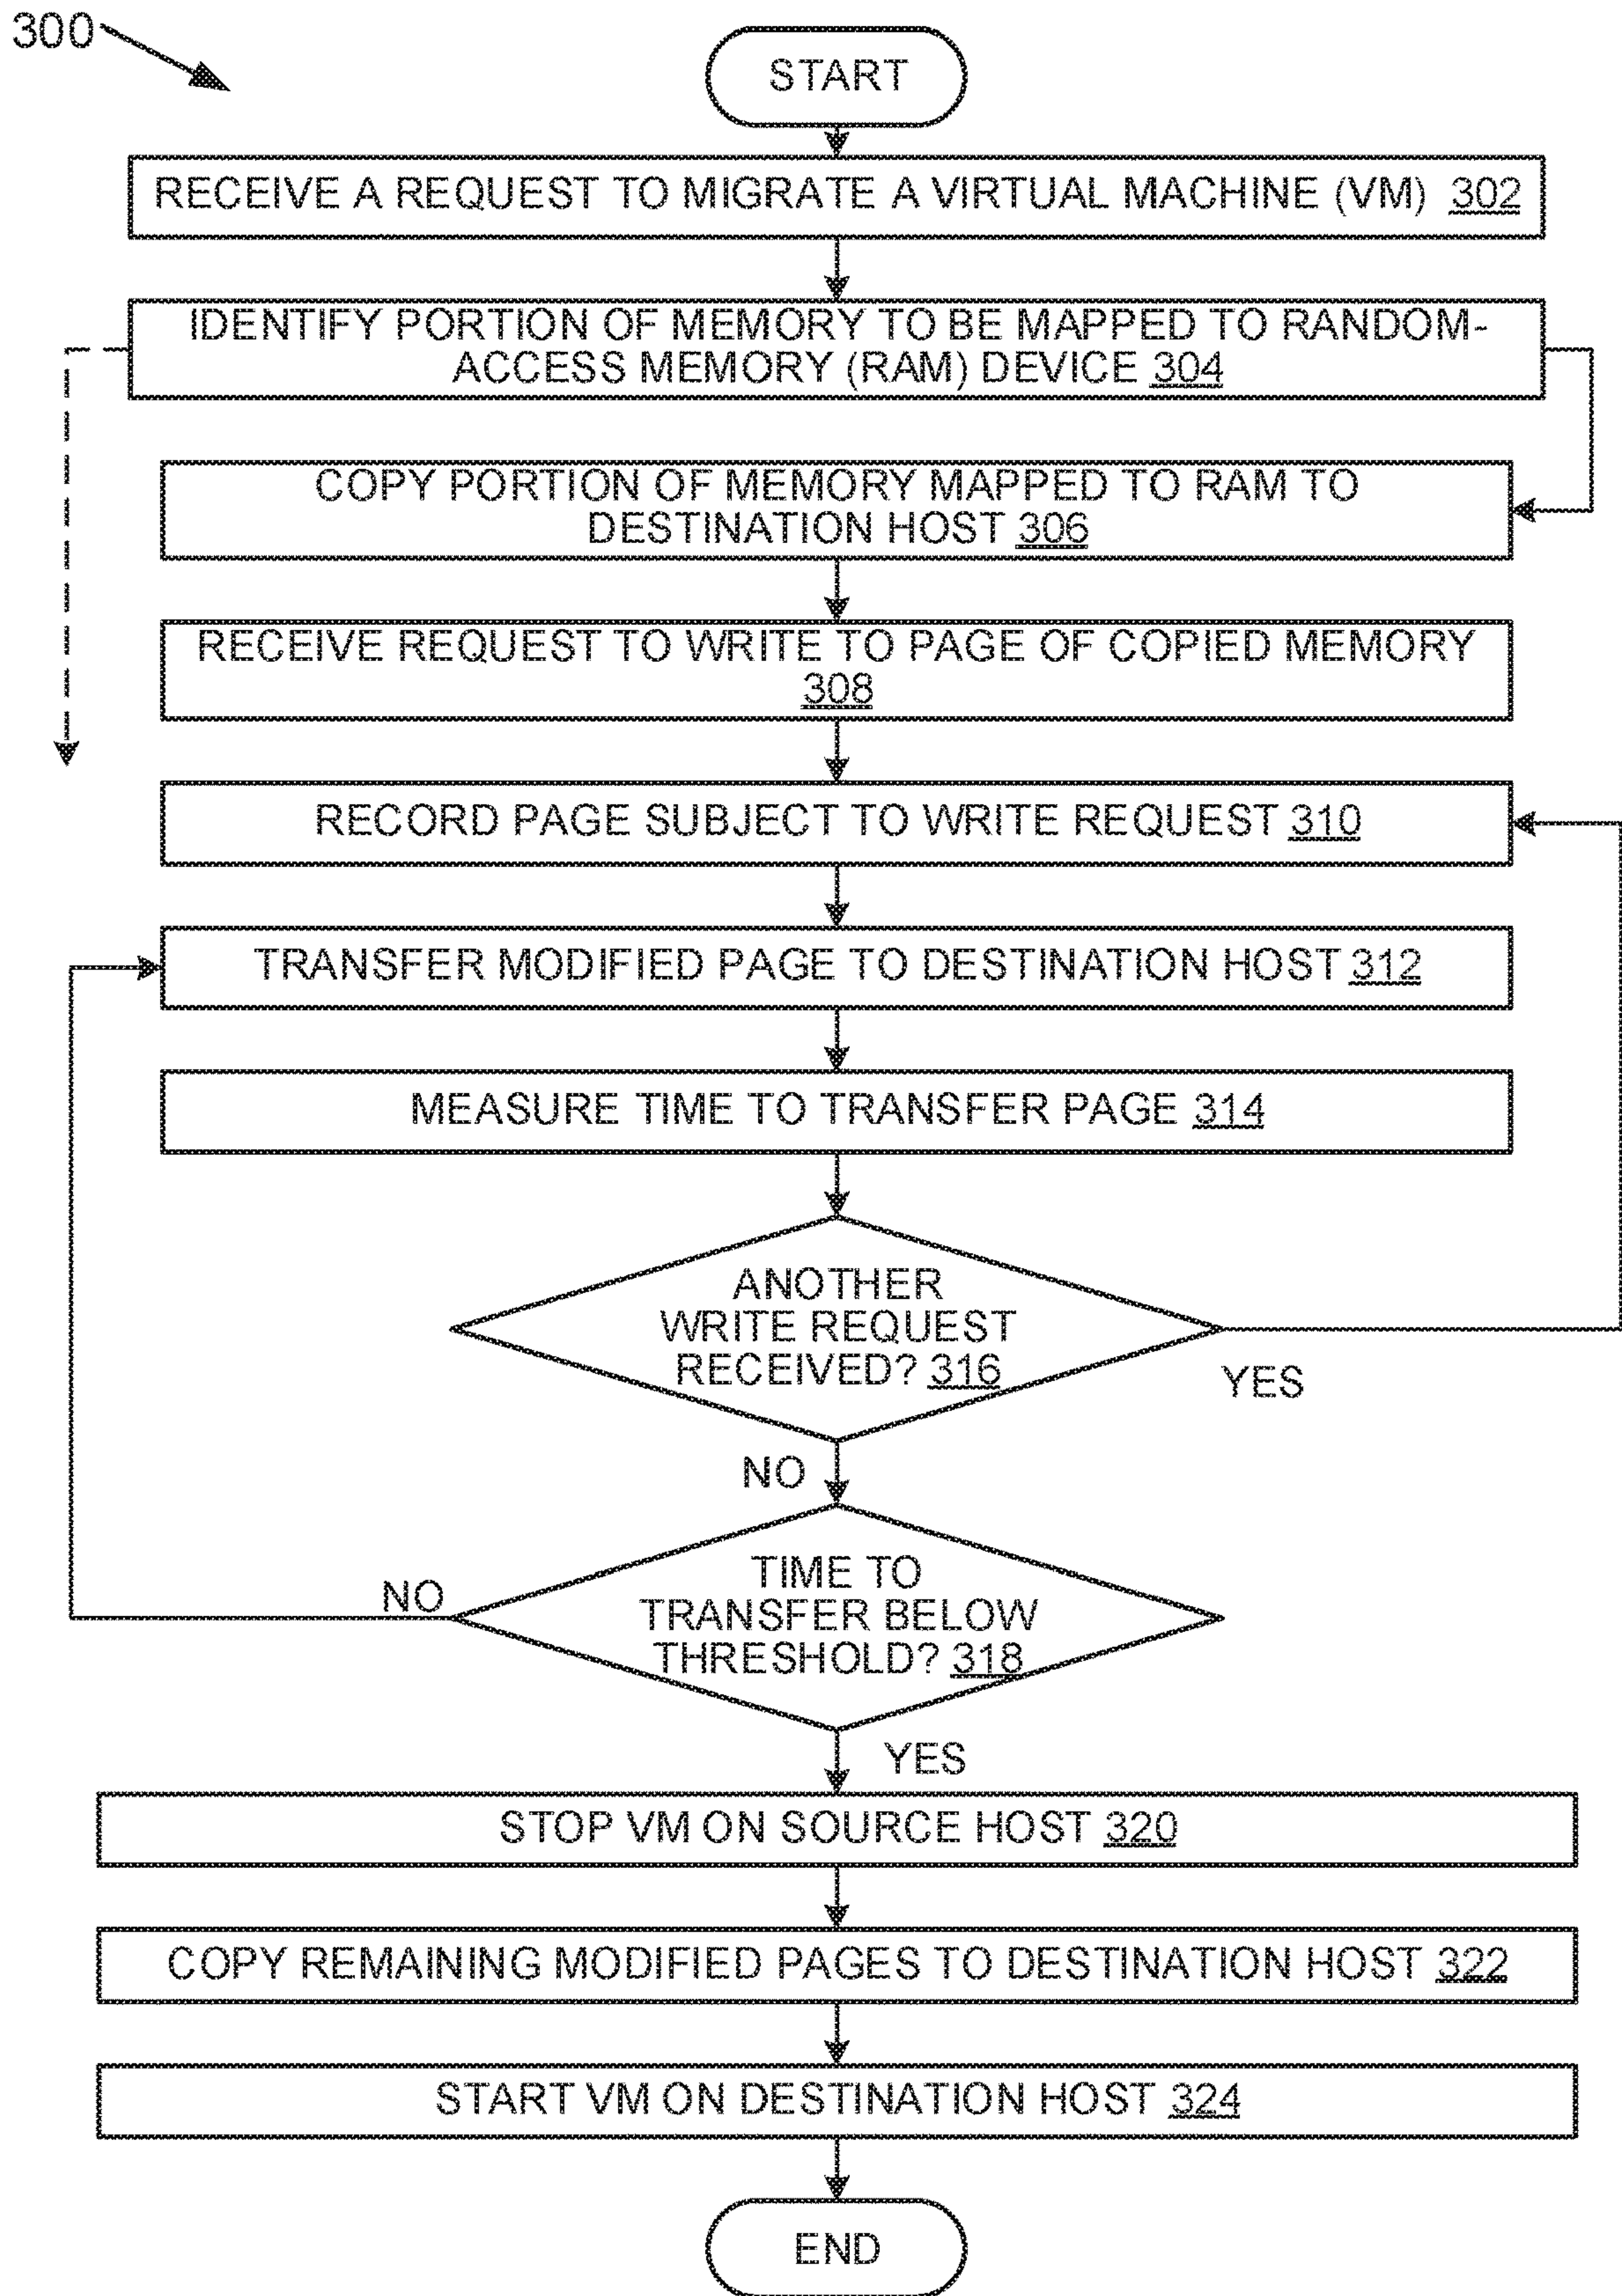 300
START
RECEIVE A REQUEST TO MIGRATE A VIRTUAL MACHINE (VM) 302
IDENTIFY PORTION OF MEMORY TO BE MAPPED TO RANDOM-
ACCESS MEMORY (RAM) DEVICE 304
COPY PORTION OF MEMORY MAPPED TO RAM TO
DESTINATION HOST 306
RECEIVE REQUEST TO WRITE TO PAGE OF COPIED MEMORY
308
RECORD PAGE SUBJECT TO WRITE REQUEST 310
TRANSFER MODIFIED PAGE TO DESTINATION HOST 312
MEASURE TIME TO TRANSFER PAGE 314
ANOTHER
WRITE REQUEST
RECEIVED? 316
YES
NO
TIME TO
TRANSFER BELOW
THRESHOLD? 318
NO
YES
STOP VM ON SOURCE HOST 320
COPY REMAINING MODIFIED PAGES TO DESTINATION HOST 322
START VM ON DESTINATION HOST 324
END